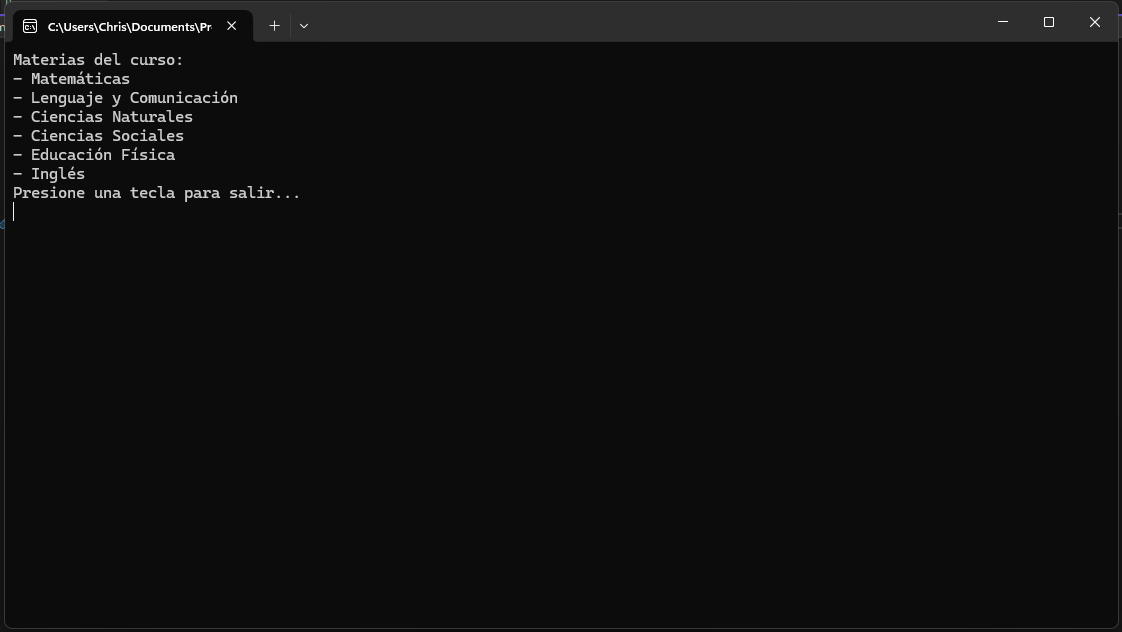 C:\Users\Chris\Documents\Pr
Materias del curso:
- Matemáticas
- Lenguaje y Comunicación
- Ciencias Naturales
- Ciencias Sociales
- Educación Física
- Inglés
Presione una tecla para salir...